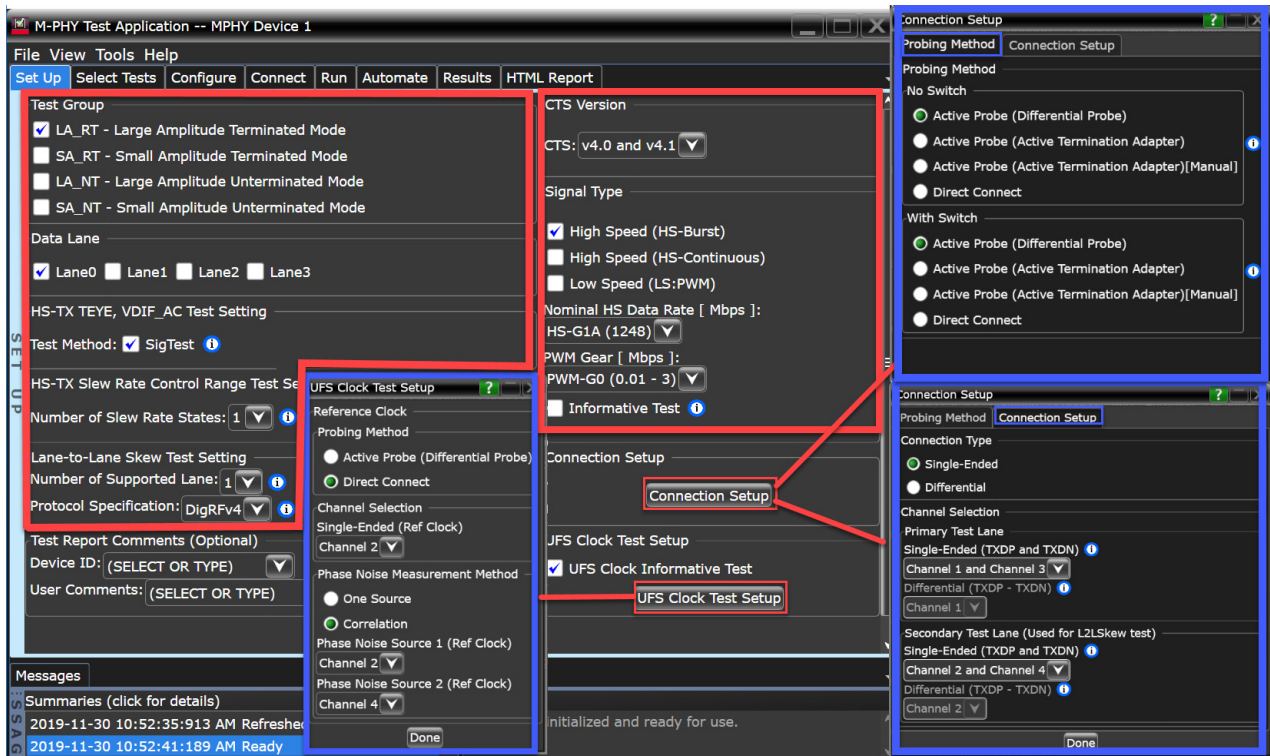 M-PHY Test Application -- MPHY Device 1
File View Tools Help
Set Up Select Tests Configure Connect Run Automate Results HTML Report
SET UP
Test Group
LA_RT - Large Amplitude Terminated Mode
SA_RT - Small Amplitude Terminated Mode
LA_NT - Large Amplitude Unterminated Mode
SA_NT - Small Amplitude Unterminated Mode
Data Lane
Lane0 Lane1 Lane2 Lane3
HS-TX TEYE, VDIF_AC Test Setting
Test Method: SigTest
HS-TX Slew Rate Control Range Test Se
Number of Slew Rate States: 1
Lane-to-Lane Skew Test Setting
Number of Supported Lane: 1
Protocol Specification: DigRFv4
Test Report Comments (Optional)
Device ID: (SELECT OR TYPE)
User Comments: (SELECT OR TYPE)
CTS Version
CTS: v4.0 and v4.1
Signal Type
High Speed (HS-Burst)
High Speed (HS-Continuous)
Low Speed (LS:PWM)
Nominal HS Data Rate [ Mbps ]:
HS-G1A (1248)
PWM Gear [ Mbps ]:
PWM-G0 (0.01 - 3)
Informative Test
Connection Setup
Connection Setup
UFS Clock Test Setup
UFS Clock Informative Test
UFS Clock Test Setup
UFS Clock Test Setup ?
Reference Clock
Probing Method
Active Probe (Differential Probe)
Direct Connect
Channel Selection
Single-Ended (Ref Clock)
Channel 2
Phase Noise Measurement Method
One Source
Correlation
Phase Noise Source 1 (Ref Clock)
Channel 2
Phase Noise Source 2 (Ref Clock)
Channel 4
Done
Connection Setup ?
Probing Method Connection Setup
Probing Method
No Switch
Active Probe (Differential Probe)
Active Probe (Active Termination Adapter)
Active Probe (Active Termination Adapter)[Manual]
Direct Connect
With Switch
Active Probe (Differential Probe)
Active Probe (Active Termination Adapter)
Active Probe (Active Termination Adapter)[Manual]
Direct Connect
Connection Setup ?
Probing Method Connection Setup
Connection Type
Single-Ended
Differential
Channel Selection
Primary Test Lane
Single-Ended (TXDP and TXDN)
Channel 1 and Channel 3
Differential (TXDP - TXDN)
Channel 1
Secondary Test Lane (Used for L2LSkew test)
Single-Ended (TXDP and TXDN)
Channel 2 and Channel 4
Differential (TXDP - TXDN)
Channel 2
Done
Messages
Summaries (click for details)
2019-11-30 10:52:35:913 AM Refreshed
2019-11-30 10:52:41:189 AM Ready
initialized and ready for use.